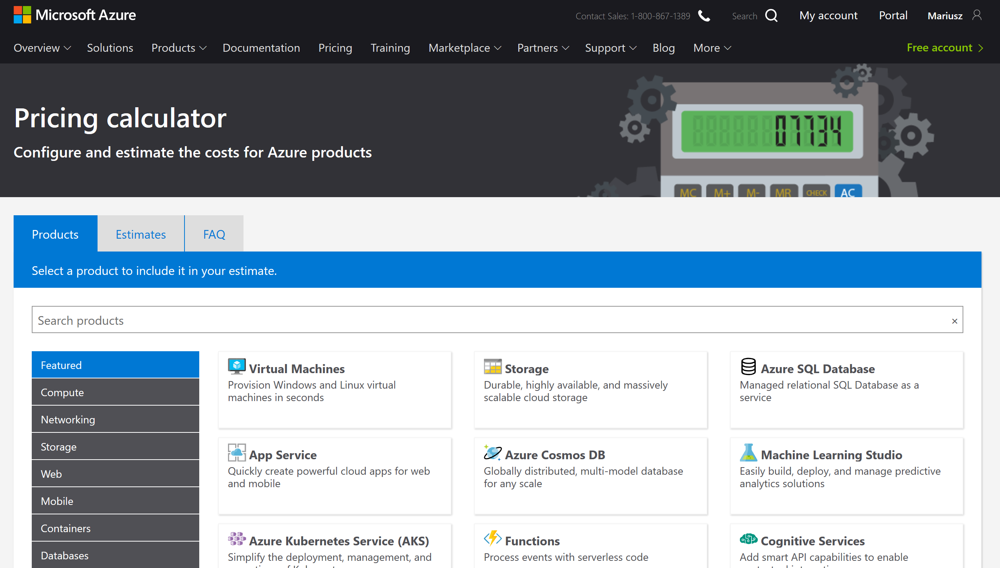 Microsoft Azure
Contact Sales: 1-800-867-1389
Search
My account
Portal
Mariusz
Overview
Solutions
Products
Documentation
Pricing
Training
Marketplace
Partners
Support
Blog
More
Free account
Pricing calculator
Configure and estimate the costs for Azure products
07734
MC
M+
M-
MR
CHECK
AC
Products
Estimates
FAQ
Select a product to include it in your estimate.
Search products
×
Featured
Compute
Networking
Storage
Web
Mobile
Containers
Databases
Virtual Machines
Provision Windows and Linux virtual
machines in seconds
Storage
Durable, highly available, and massively
scalable cloud storage
Azure SQL Database
Managed relational SQL Database as a
service
App Service
Quickly create powerful cloud apps for web
and mobile
Azure Cosmos DB
Globally distributed, multi-model database
for any scale
Machine Learning Studio
Easily build, deploy, and manage predictive
analytics solutions
Azure Kubernetes Service (AKS)
Simplify the deployment, management, and
Functions
Process events with serverless code
Cognitive Services
Add smart API capabilities to enable